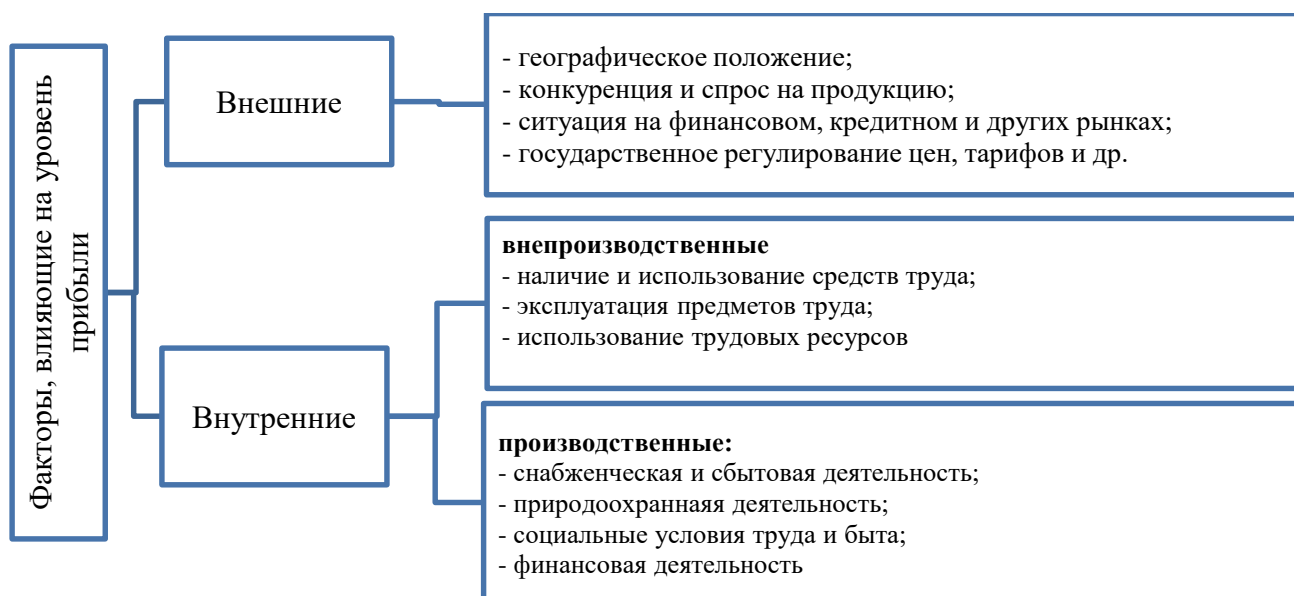 Факторы, влияющие на уровень
прибыли
Внешние
- географическое положение;
- конкуренция и спрос на продукцию;
- ситуация на финансовом, кредитном и других рынках;
- государственное регулирование цен, тарифов и др.
Внутренние
внепроизводственные
- наличие и использование средств труда;
- эксплуатация предметов труда;
- использование трудовых ресурсов
производственные:
- снабженческая и сбытовая деятельность;
- природоохраннаяя деятельность;
- социальные условия труда и быта;
- финансовая деятельность